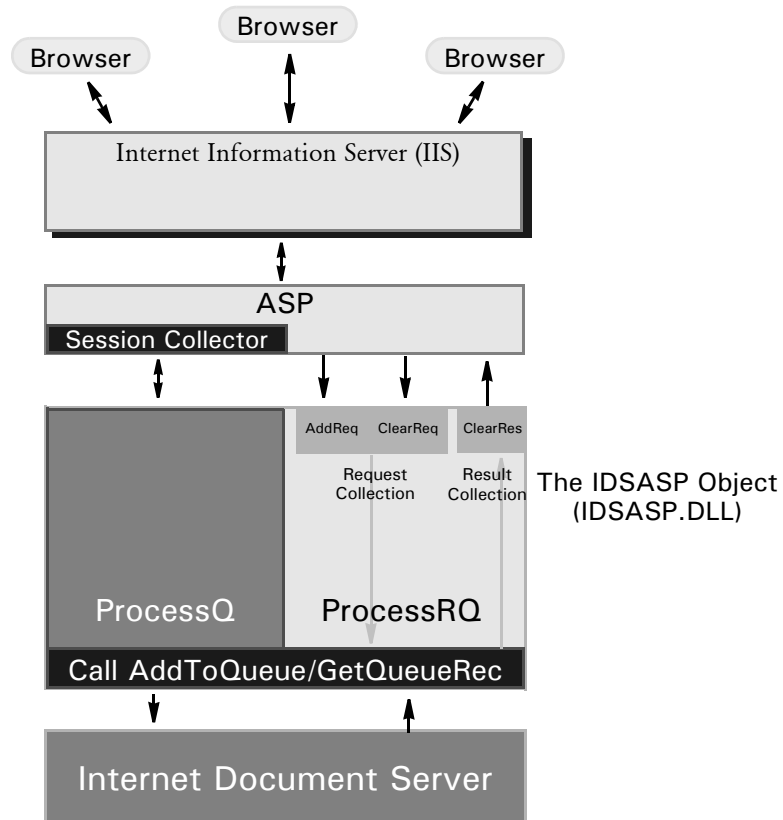 Browser
Browser
Browser
Internet Information Server (IIS)
ASP
Session Collector
AddReq
ClearReq
ClearRes
Request
Collection
Result
Collection
The IDSASP Object
(IDSASP.DLL)
ProcessQ
ProcessRQ
Call AddToQueue/GetQueueRec
Internet Document Server